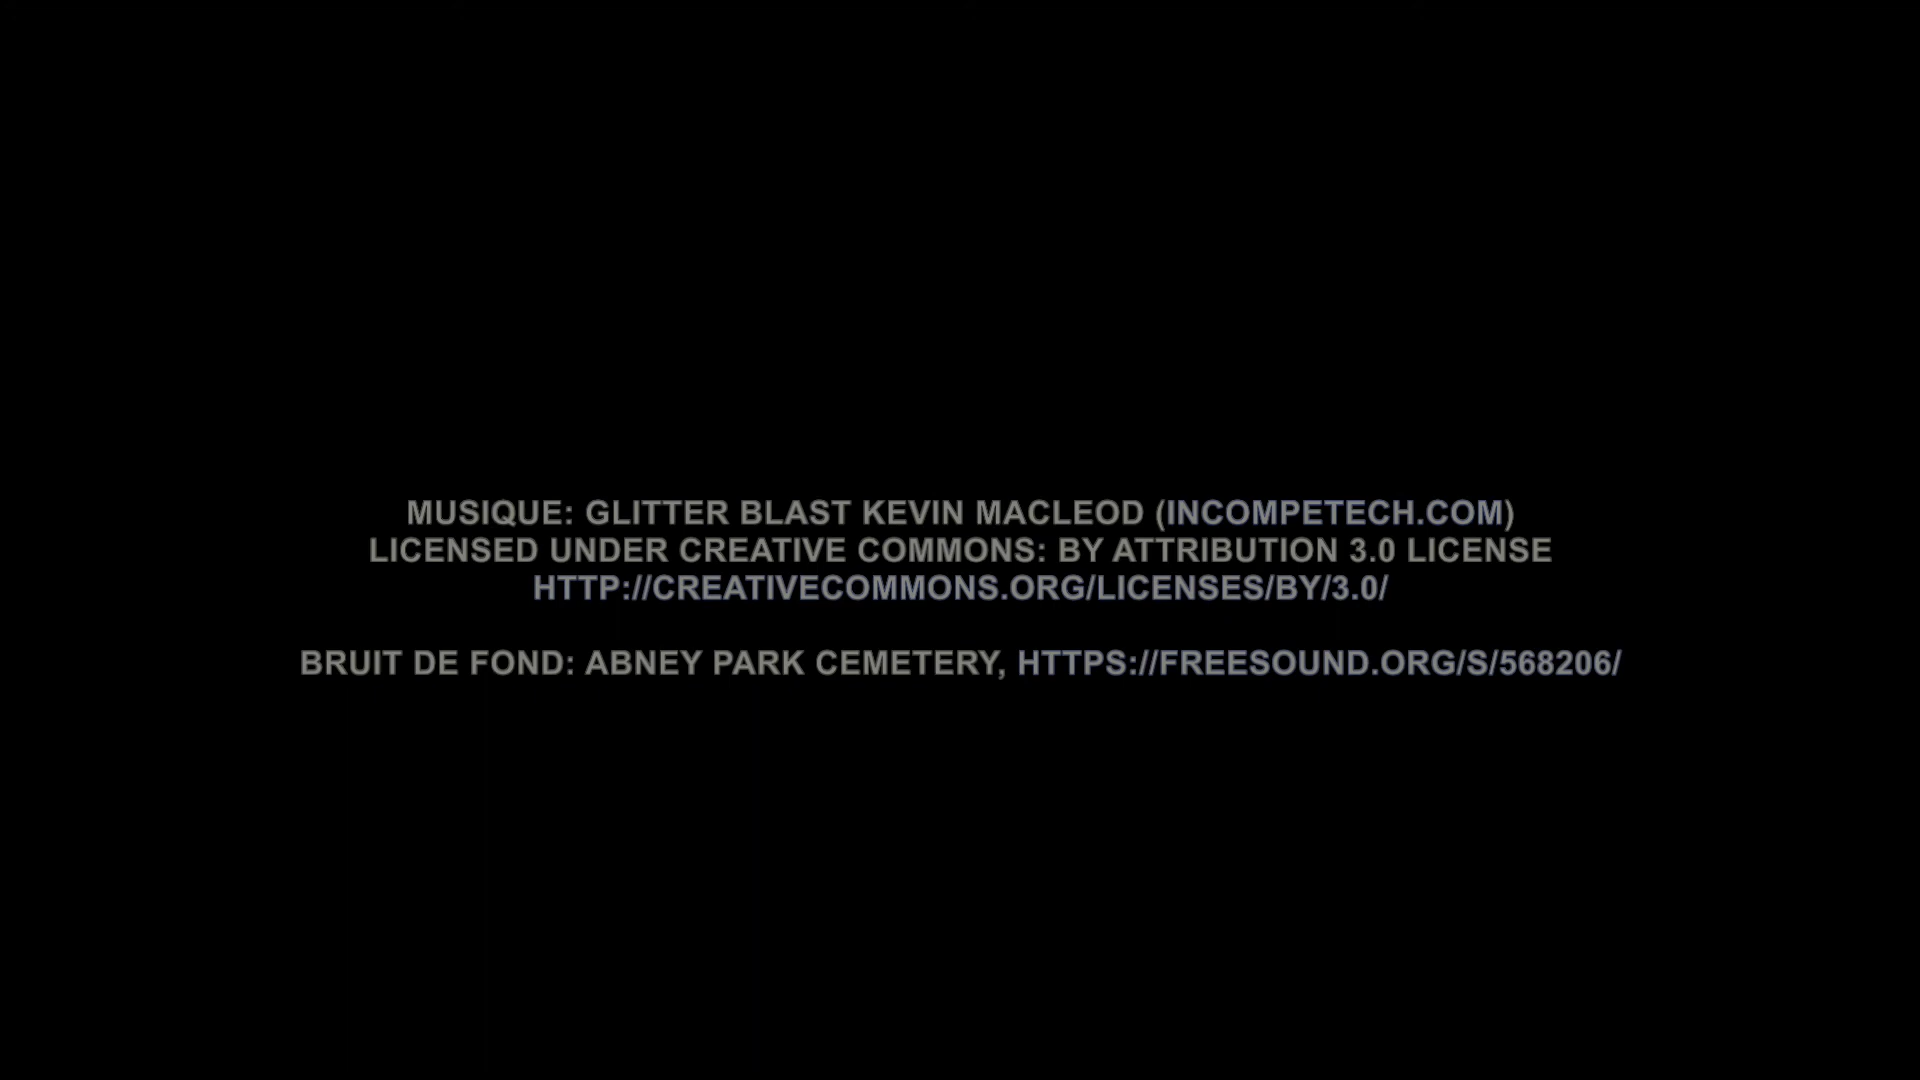 MUSIQUE: GLITTER BLAST KEVIN MACLEOD (INCOMPETECH.COM)
LICENSED UNDER CREATIVE COMMONS: BY ATTRIBUTION 3.0 LICENSE
HTTP://CREATIVECOMMONS.ORG/LICENSES/BY/3.0/
BRUIT DE FOND: ABNEY PARK CEMETERY, HTTPS://FREESOUND.ORG/S/568206/